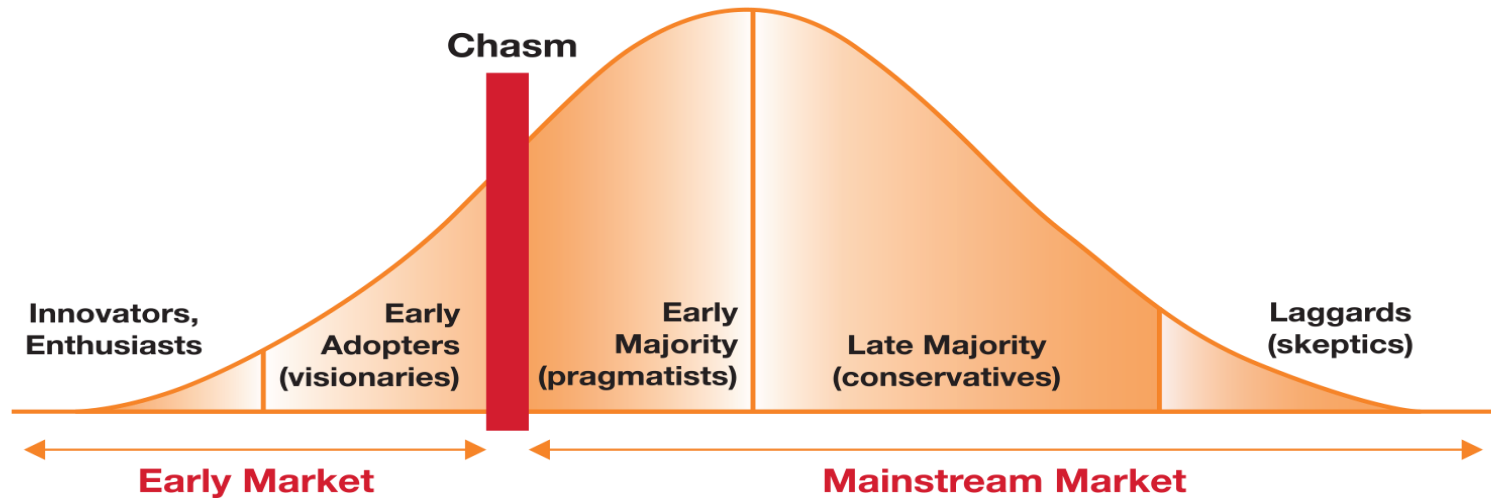 Chasm
Innovators,
Enthusiasts
Early
Adopters
(visionaries)
Early
Majority
(pragmatists)
Late Majority
(conservatives)
Laggards
(skeptics)
Early Market
Mainstream Market